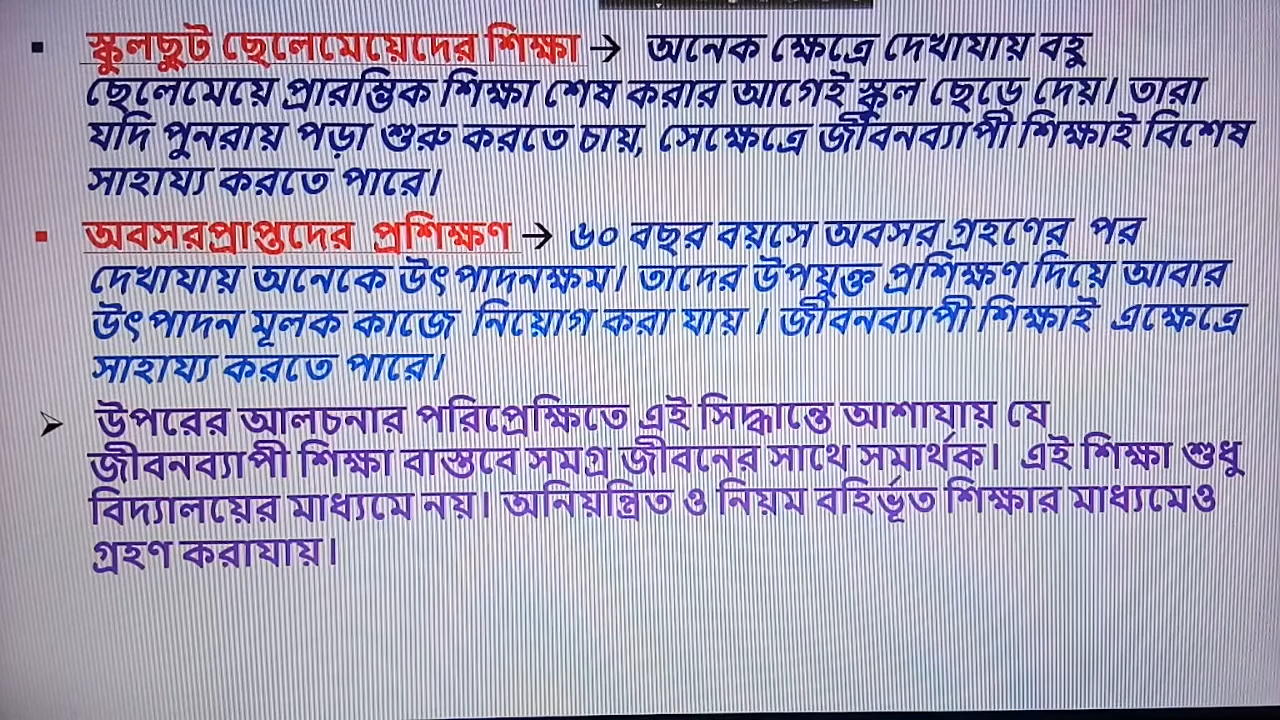 ▪ স্কুলছুট ছেলেমেয়েদের শিক্ষা → অনেক ক্ষেত্রে দেখাযায় বহু
ছেলেমেয়ে প্রারম্ভিক শিক্ষা শেষ করার আগেই স্কুল ছেড়ে দেয়। তারা
যদি পুনরায় পড়া শুরু করতে চায়, সেক্ষেত্রে জীবনব্যাপী শিক্ষাই বিশেষ
সাহায্য করতে পারে।
▪ অবসরপ্রাপ্তদের প্রশিক্ষণ → ৬০ বছর বয়সে অবসর গ্রহণের পর
দেখাযায় অনেকে উৎপাদনক্ষম। তাদের উপযুক্ত প্রশিক্ষণ দিয়ে আবার
উৎপাদন মূলক কাজে নিয়োগ করা যায় । জীবনব্যাপী শিক্ষাই এক্ষেত্রে
সাহায্য করতে পারে।
➢ উপরের আলচনার পরিপ্রেক্ষিতে এই সিদ্ধান্তে আশাযায় যে
জীবনব্যাপী শিক্ষা বাস্তবে সমগ্র জীবনের সাথে সমার্থক। এই শিক্ষা শুধু
বিদ্যালয়ের মাধ্যমে নয়। অনিয়ন্ত্রিত ও নিয়ম বহির্ভূত শিক্ষার মাধ্যমেও
গ্রহণ করাযায়।